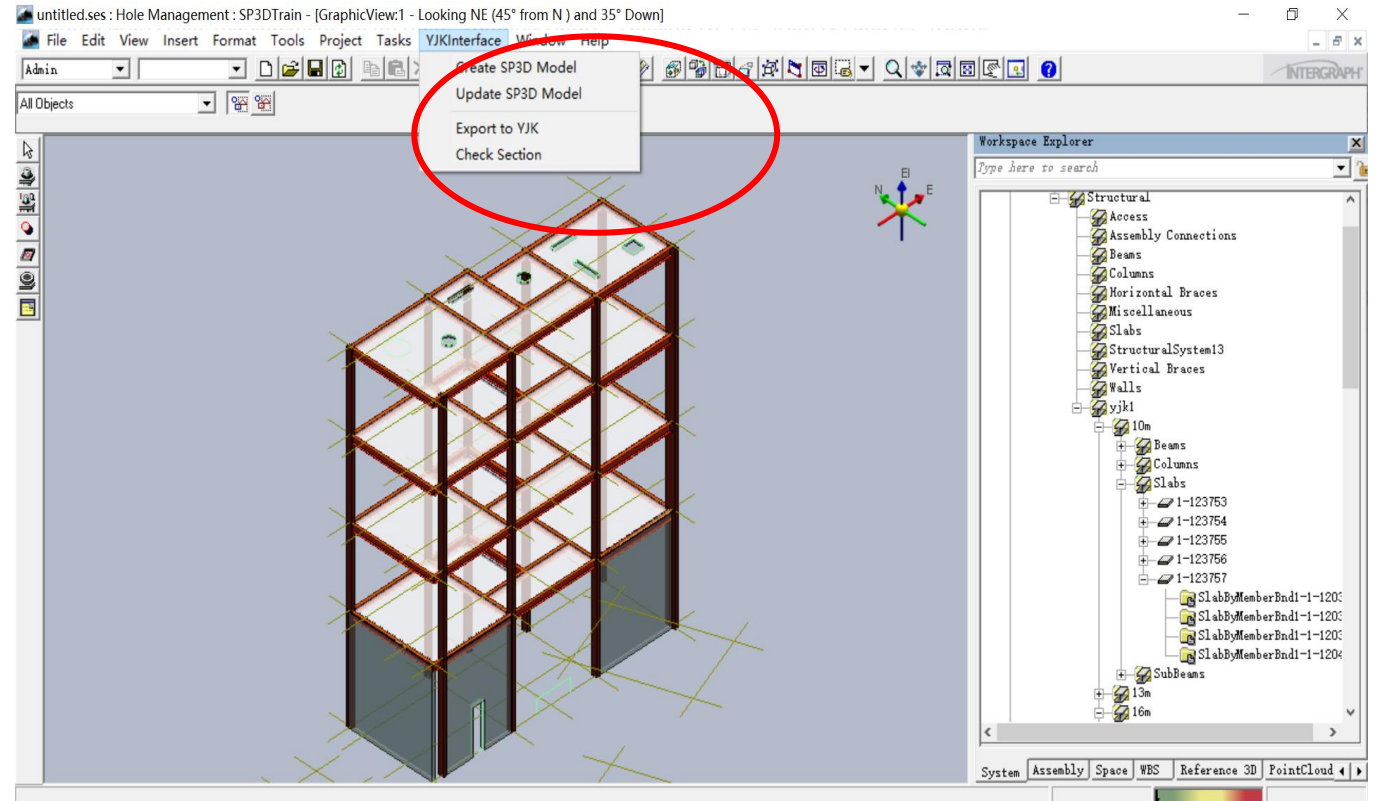 untitled.ses : Hole Management : SP3DTrain - [GraphicView:1 - Looking NE (45° from N ) and 35° Down]
File Edit View Insert Format Tools Project Tasks YJKInterface Window Help
Admin
INTERGRAPH
All Objects
Create SP3D Model
Update SP3D Model
Export to YJK
Check Section
El
N
E
Workspace Explorer
Type here to search
Structural
Access
Assembly Connections
Beams
Columns
Horizontal Braces
Miscellaneous
Slabs
StructuralSystem13
Vertical Braces
Walls
yjk1
10m
Beams
Columns
Slabs
1-123753
1-123754
1-123755
1-123756
1-123757
SlabByMemberBnd1-1-1203
SlabByMemberBnd1-1-1203
SlabByMemberBnd1-1-1203
SlabByMemberBnd1-1-1204
SubBeams
13m
16m
System Assembly Space WBS Reference 3D PointCloud